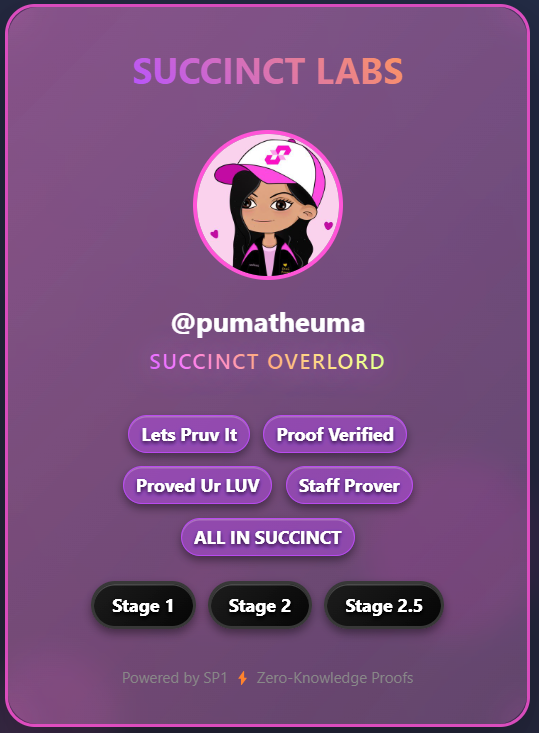 SUCCINCT LABS
@pumatheuma
SUCCINCT OVERLORD
Lets Pruv It Proof Verified
Proved Ur LUV Staff Prover
ALL IN SUCCINCT
Stage 1 Stage 2 Stage 2.5
Powered by SP1 ⚡ Zero-Knowledge Proofs